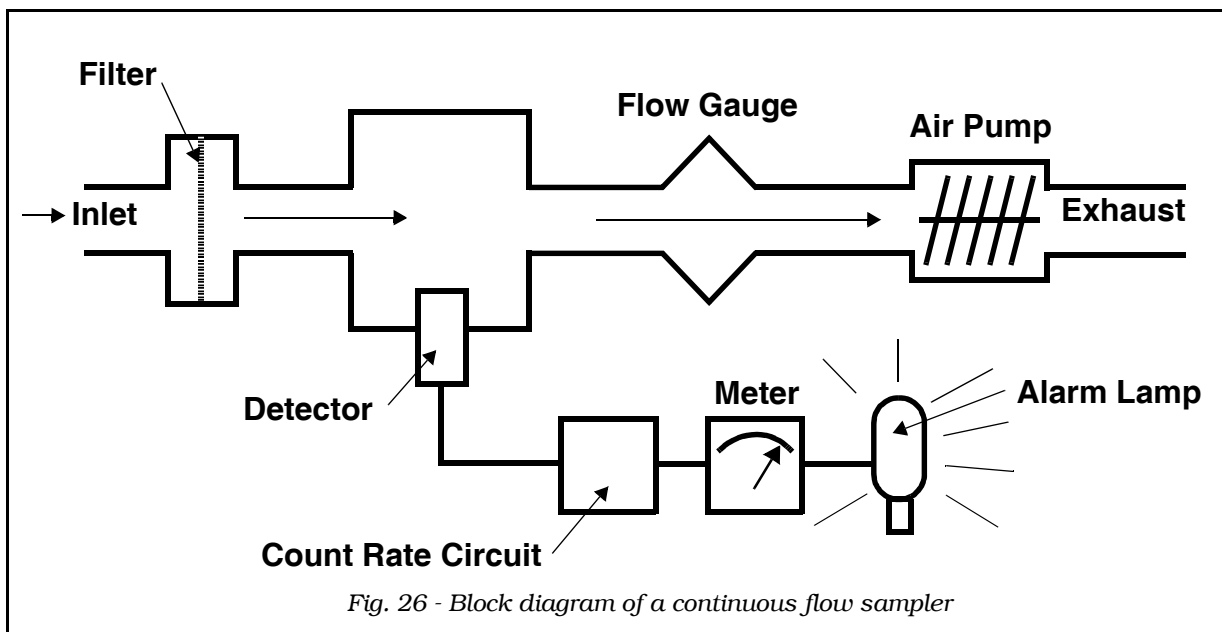 Filter
Flow Gauge
Air Pump
Inlet
Exhaust
Detector
Meter
Alarm Lamp
Count Rate Circuit
Fig. 26 - Block diagram of a continuous flow sampler